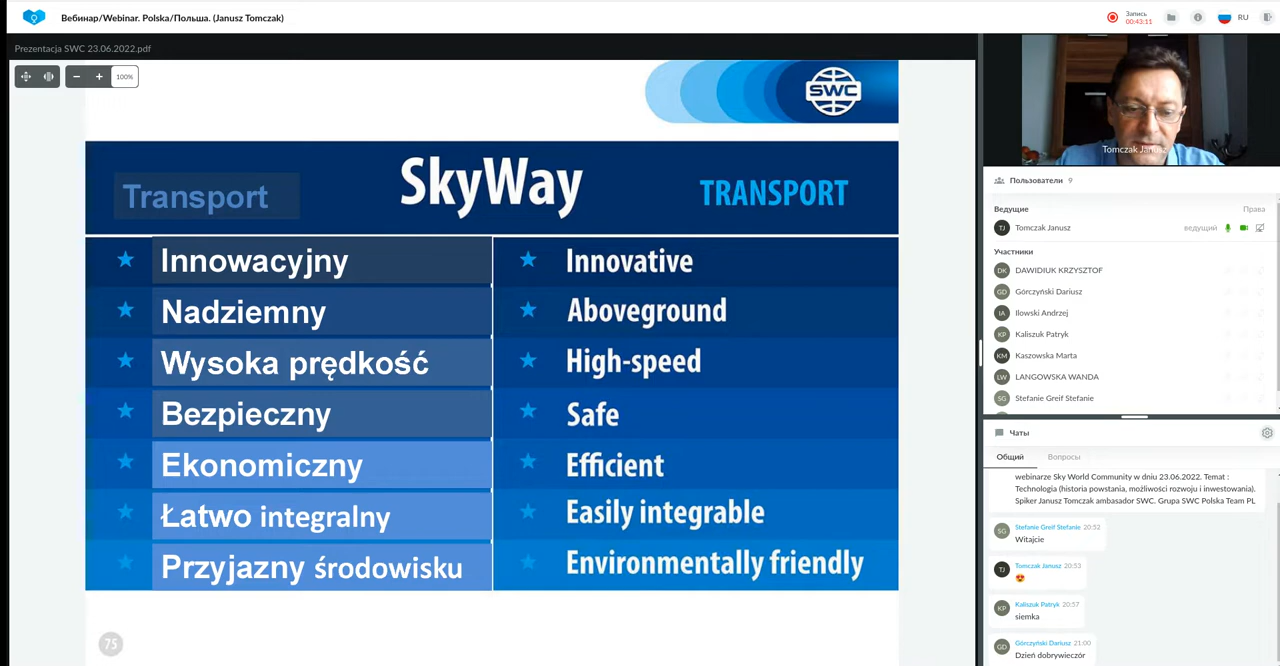 Вебинар/Webinar. Polska/Польша. (Janusz Tomczak)
Запись
00:43:11
RU
Prezentacja SWC 23.06.2022.pdf
100%
SWC
Transport
SkyWay
TRANSPORT
Innowacyjny
Innovative
Nadziemny
Aboveground
Wysoka prędkość
High-speed
Bezpieczny
Safe
Ekonomiczny
Efficient
Łatwo integralny
Easily integrable
Przyjazny środowisku
Environmentally friendly
75
Tomczak Janusz
Пользователи 9
Ведущие
Права
TJ Tomczak Janusz
ведущий
Участники
DK DAWIDIUK KRZYSZTOF
GD Górczyński Dariusz
IA Ilowski Andrzej
KP Kaliszuk Patryk
KM Kaszowska Marta
LW LANGOWSKA WANDA
SG Stefanie Greif Stefanie
Чаты
Общий
Вопросы
webinarze Sky World Community w dniu 23.06.2022. Temat :
Technologia (historia powstania, możliwości rozwoju i inwestowania).
Spiker Janusz Tomczak ambasador SWC. Grupa SWC Polska Team PL
SG Stefanie Greif Stefanie 20:52
Witajcie
TJ Tomczak Janusz 20:53
😍
KP Kaliszuk Patryk 20:57
siemka
GD Górczyński Dariusz 21:00
Dzień dobrywieczór